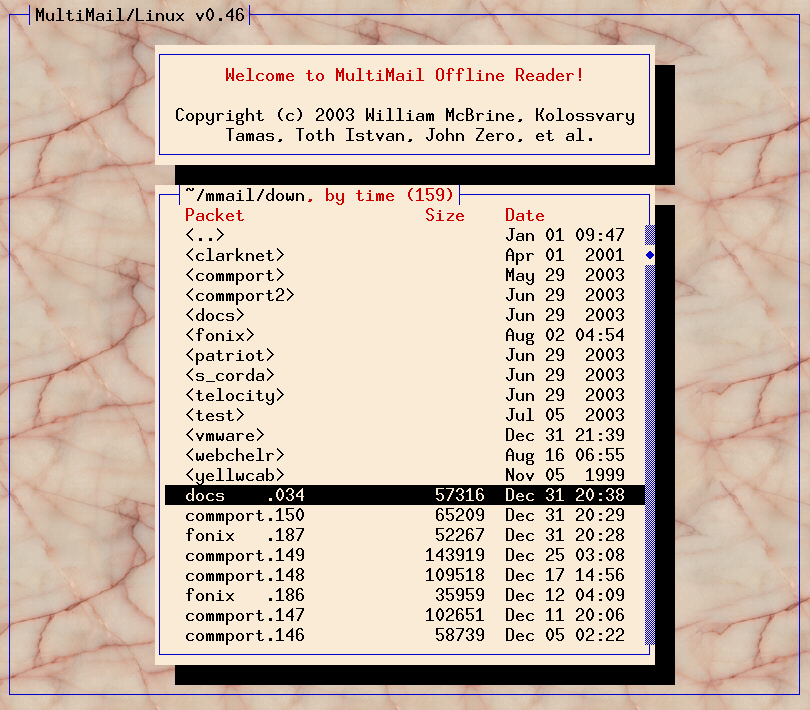 MultiMail/Linux v0.46
Welcome to MultiMail Offline Reader!
Copyright (c) 2003 William McBrine, Kolossvary
Tamas, Toth Istvan, John Zero, et al.
~/mmail/down, by time (159)
Packet Size Date
<..> Jan 01 09:47
<clarknet> Apr 01 2001
<commport> May 29 2003
<commport2> Jun 29 2003
<docs> Jun 29 2003
<fonix> Aug 02 04:54
<patriot> Jun 29 2003
<s_corda> Jun 29 2003
<telocity> Jun 29 2003
<test> Jul 05 2003
<vmware> Dec 31 21:39
<webchelr> Aug 16 06:55
<yellwcab> Nov 05 1999
docs .034 57316 Dec 31 20:38
commport.150 65209 Dec 31 20:29
fonix .187 52267 Dec 31 20:28
commport.149 143919 Dec 25 03:08
commport.148 109518 Dec 17 14:56
fonix .186 35959 Dec 12 04:09
commport.147 102651 Dec 11 20:06
commport.146 58739 Dec 05 02:22